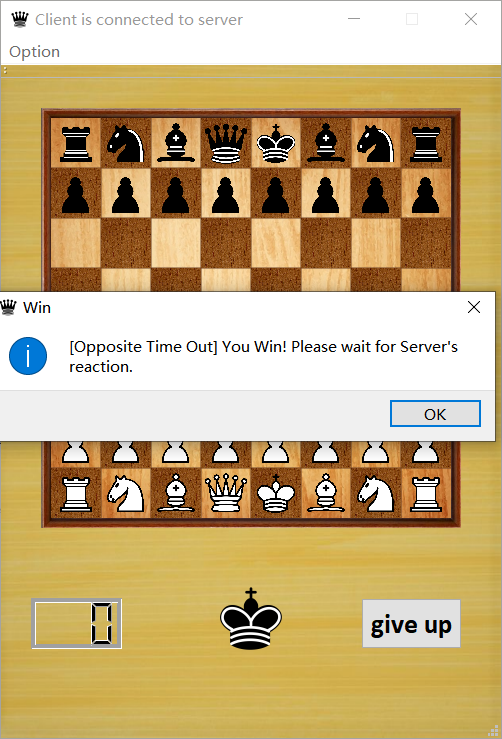 Client is connected to server
Option
Win
[Opposite Time Out] You Win! Please wait for Server's
reaction.
OK
0
give up